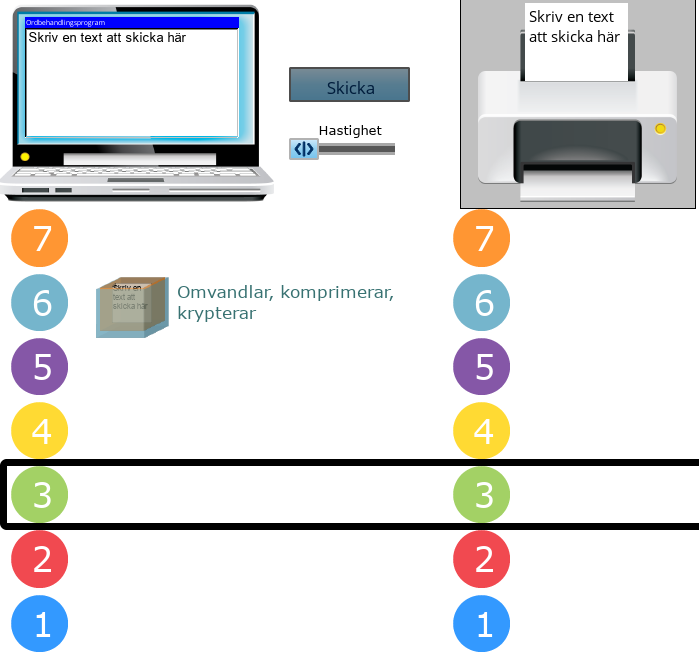 Ordbehandlingsprogram
Skriv en text att skicka här
Skicka
Hastighet
Skriv en text
att skicka här
7
7
6
Skriv en
text att
skicka här
Omvandlar, komprimerar,
krypterar
6
5
5
4
4
3
3
2
2
1
1